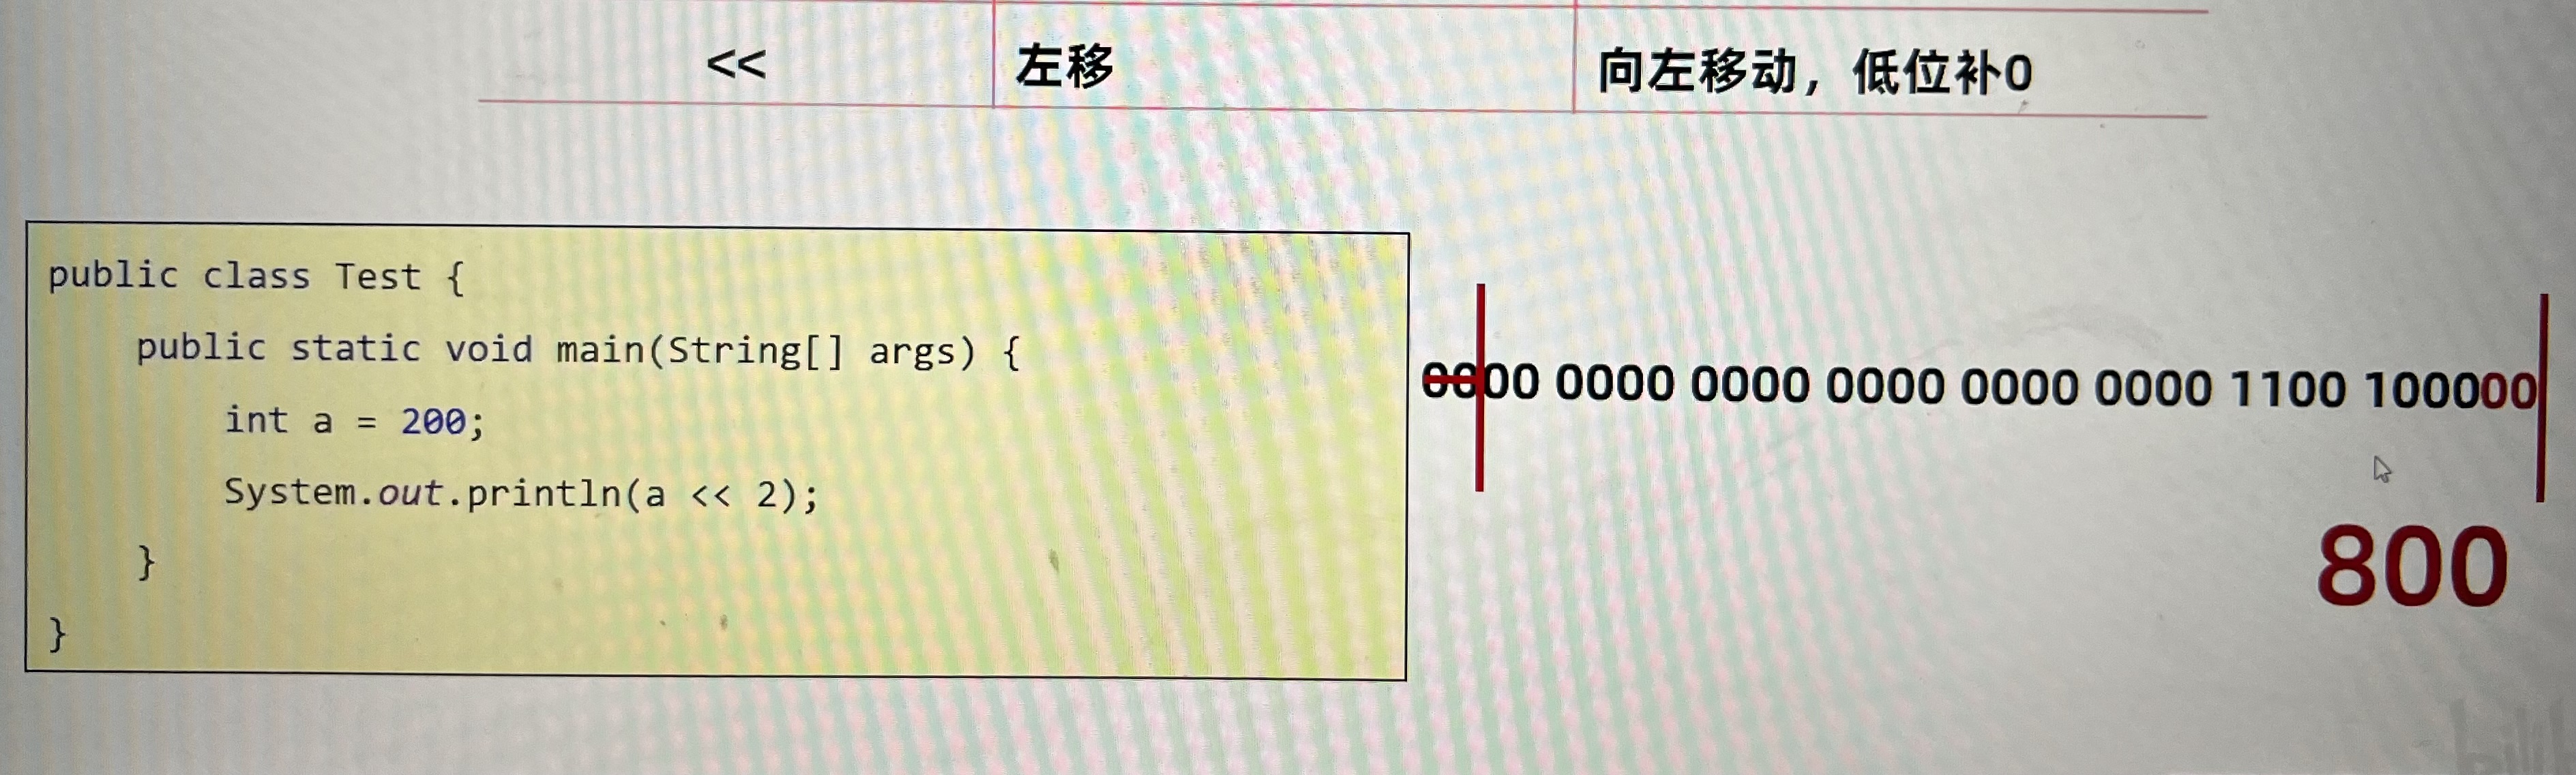 << 左移 向左移动，低位补0
public class Test {
public static void main(String[] args) {
int a = 200;
System.out.println(a << 2);
}
}
0000 0000 0000 0000 0000 0000 1100 100000
800